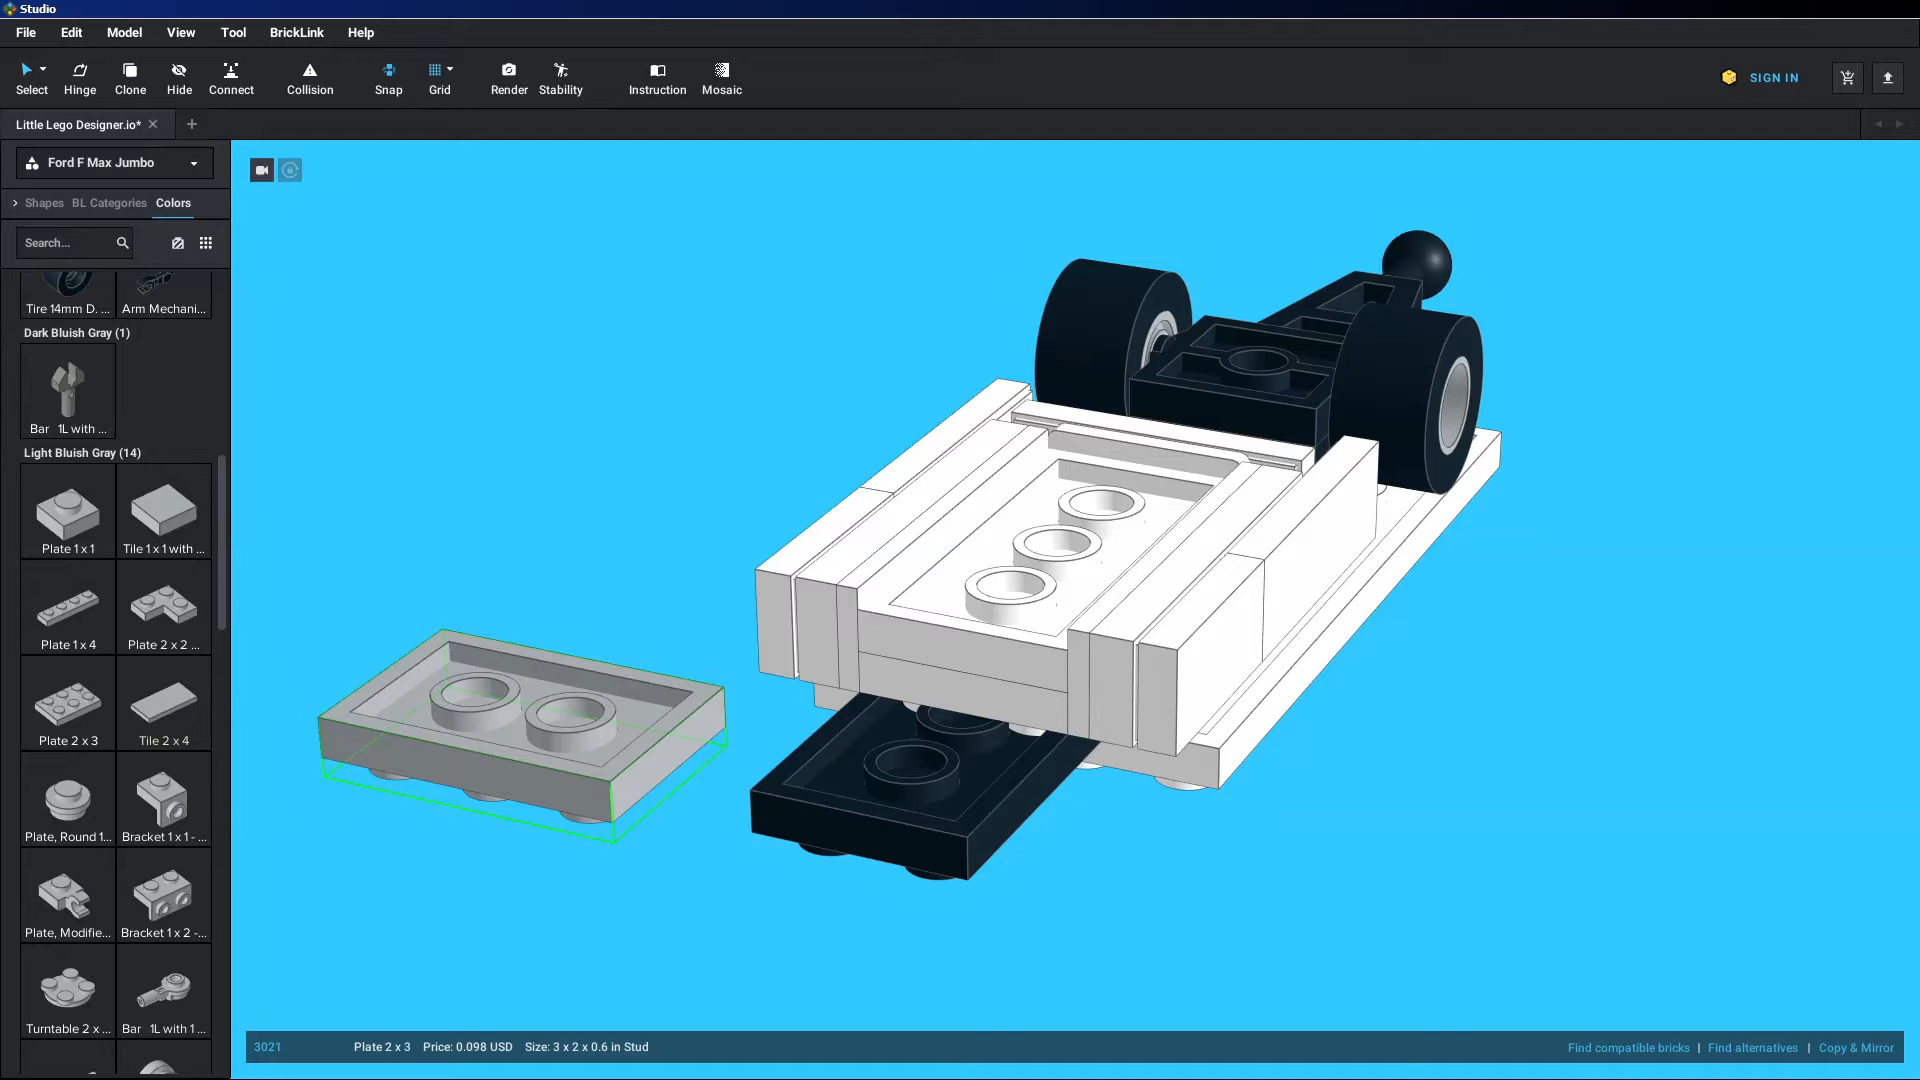 Studio
File Edit Model View Tool BrickLink Help
Select Hinge Clone Hide Connect Collision Snap Grid Render Stability Instruction Mosaic
SIGN IN
Little Lego Designer.io*
Ford F Max Jumbo
Shapes BL Categories Colors
Search...
Tire 14mm D. ... Arm Mechani...
Dark Bluish Gray (1)
Bar 1L with ...
Light Bluish Gray (14)
Plate 1 x 1 Tile 1 x 1 with ...
Plate 1 x 4 Plate 2 x 2 ...
Plate 2 x 3 Tile 2 x 4
Plate, Round 1... Bracket 1 x 1 - ...
Plate, Modifie... Bracket 1 x 2 -...
Turntable 2 x ... Bar 1L with 1 ...
3021 Plate 2 x 3 Price: 0.098 USD Size: 3 x 2 x 0.6 in Stud
Find compatible bricks | Find alternatives | Copy & Mirror